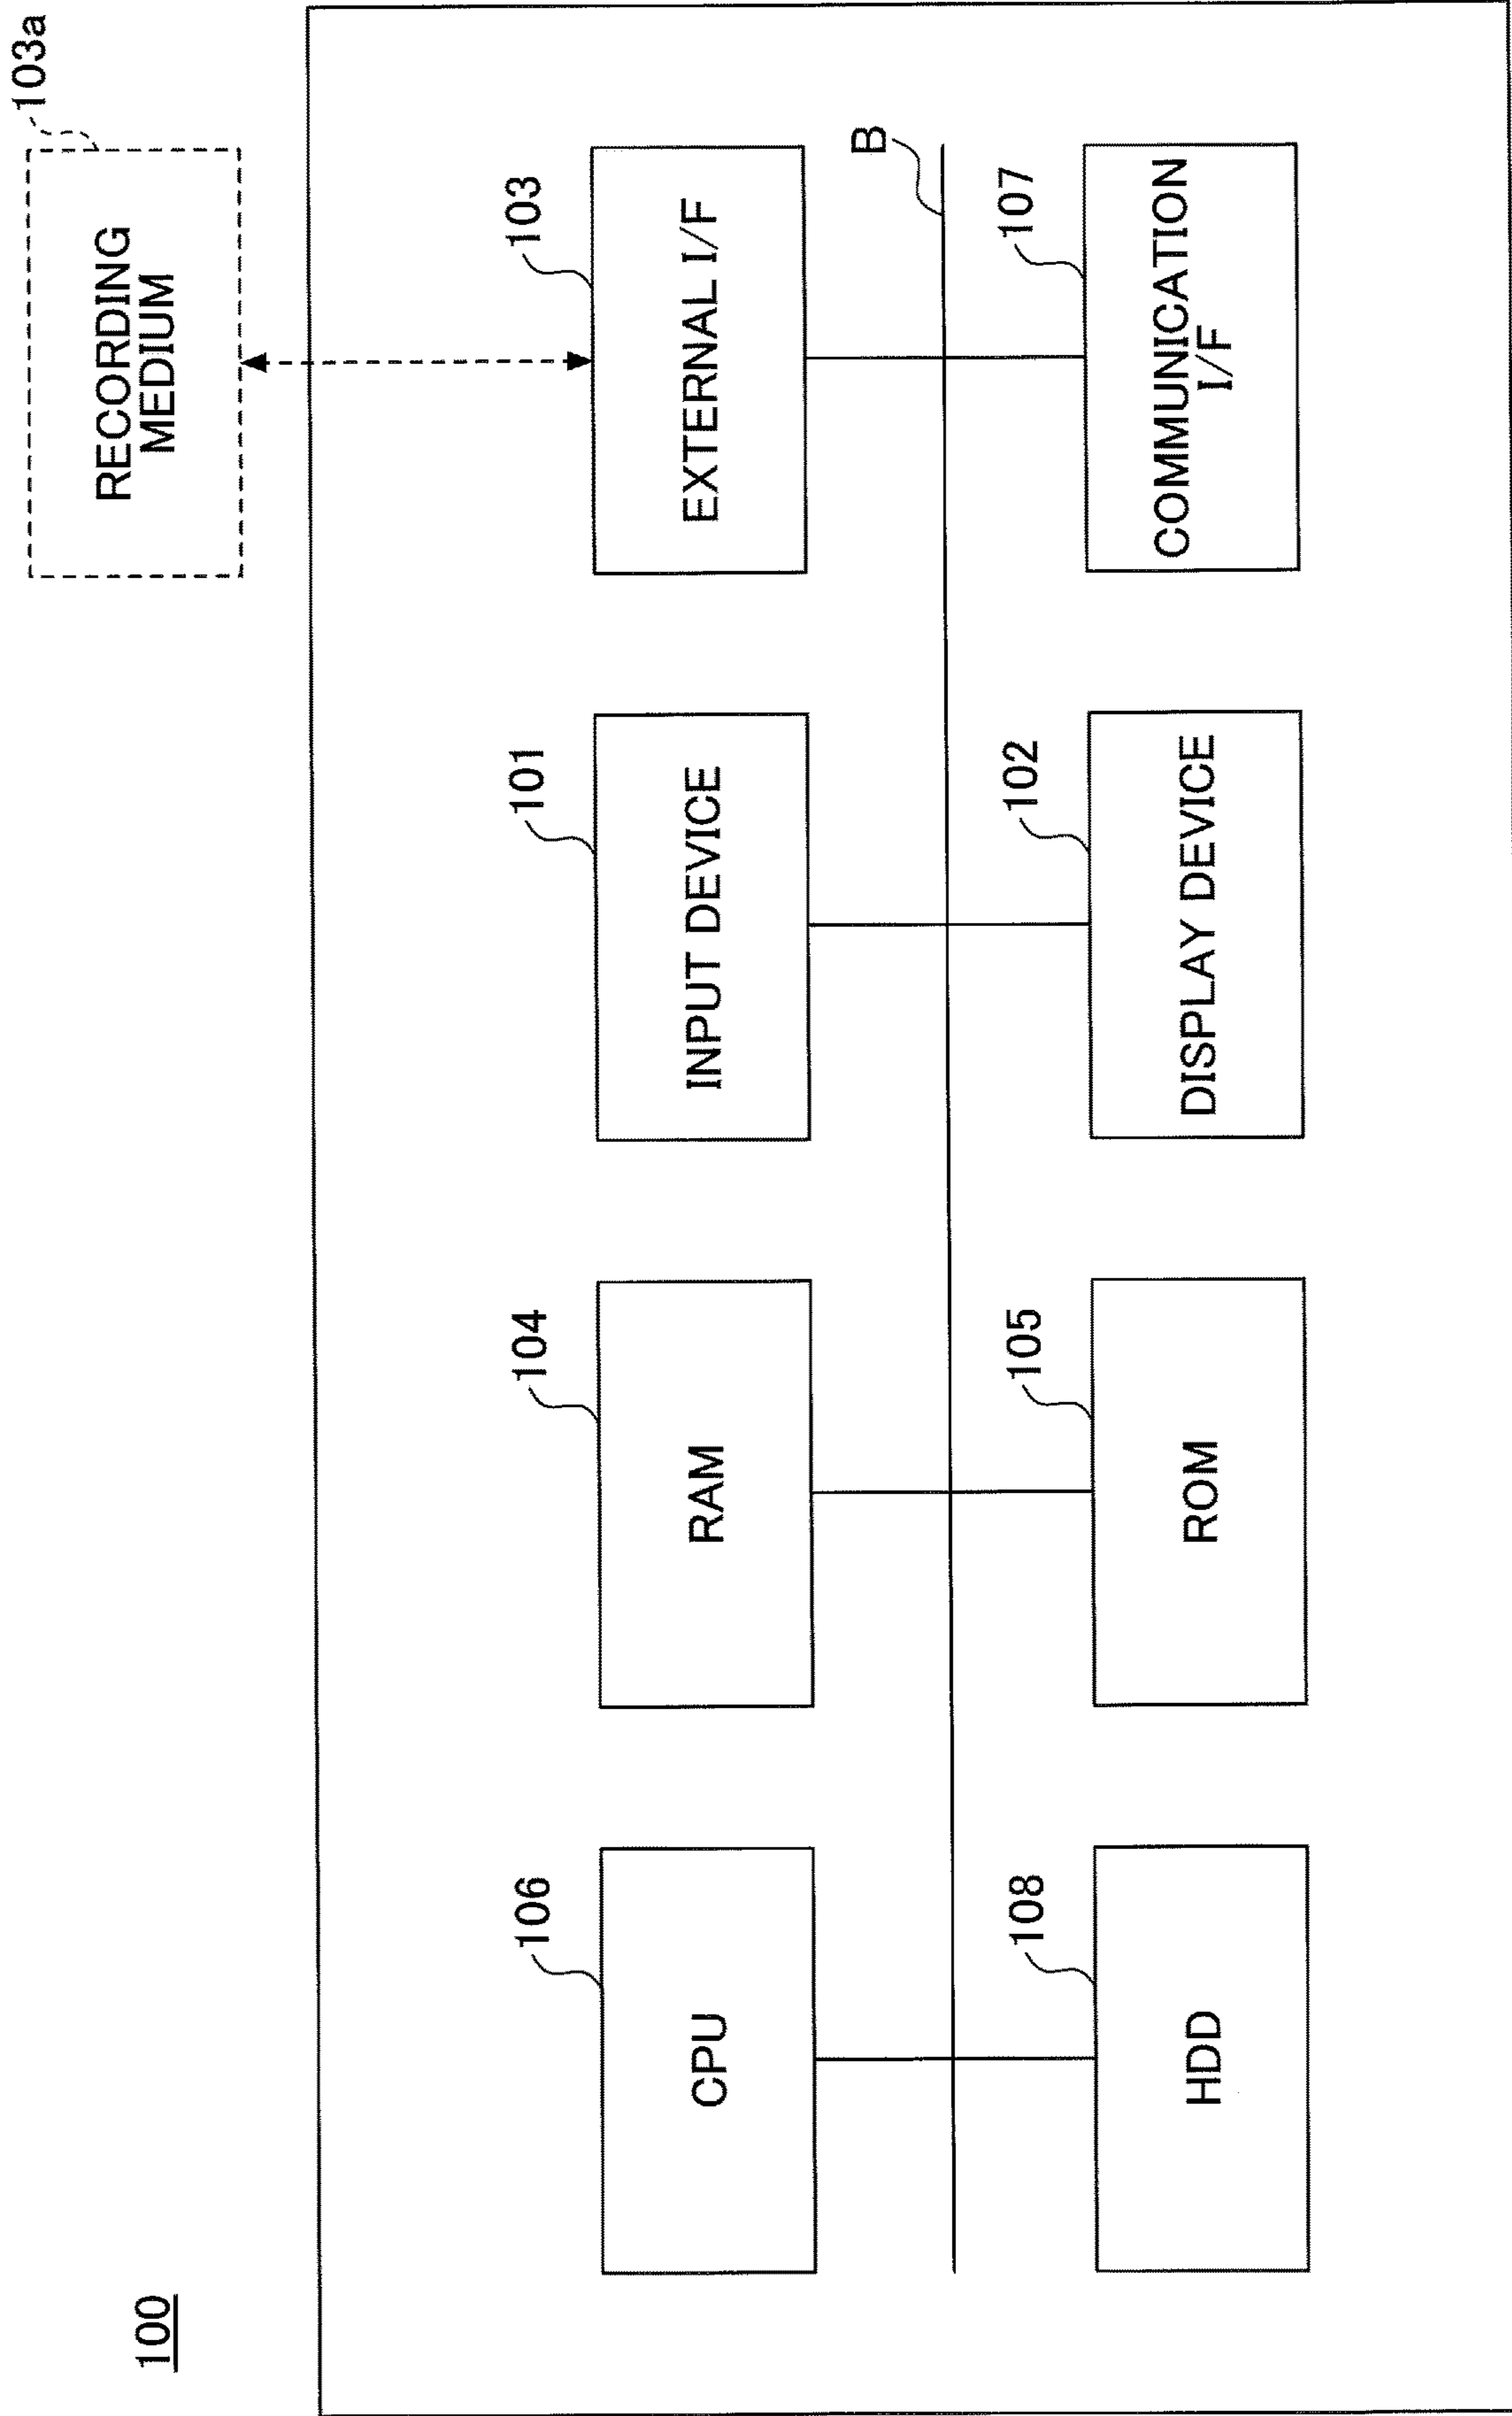 100
103a
RECORDING
MEDIUM
106
CPU
104
RAM
101
INPUT DEVICE
103
EXTERNAL I/F
B
108
HDD
105
ROM
102
DISPLAY DEVICE
107
COMMUNICATION
I/F